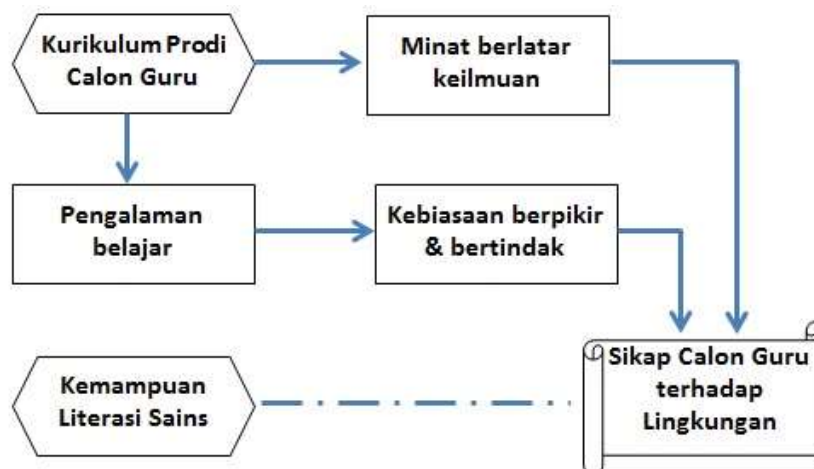 Kurikulum Prodi
Calon Guru
Minat berlatar
keilmuan
Pengalaman
belajar
Kebiasaan berpikir
& bertindak
Kemampuan
Literasi Sains
Sikap Calon Guru
terhadap
Lingkungan